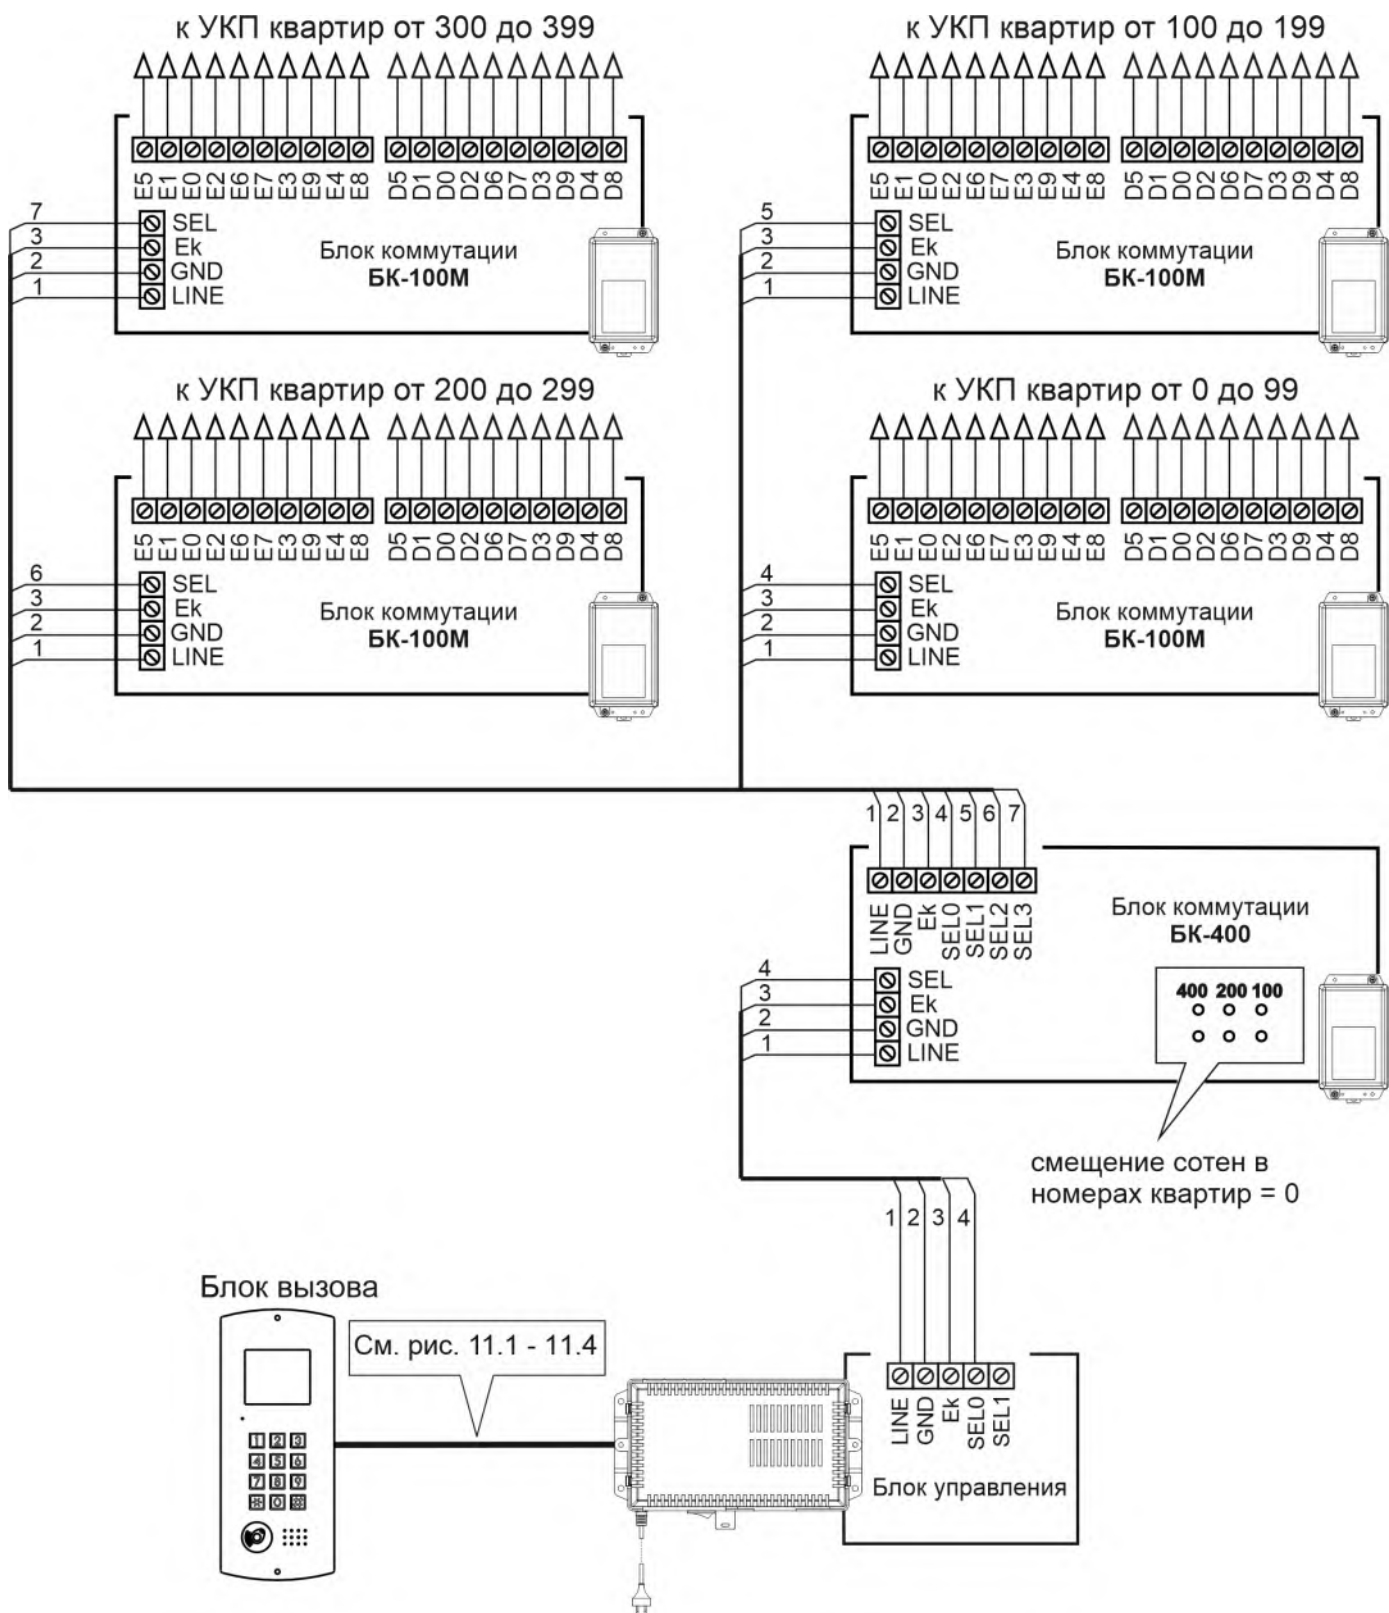 к УКП квартир от 300 до 399
E5 E1 E0 E2 E6 E7 E3 E9 E4 E8 D5 D1 D0 D2 D6 D7 D3 D9 D4 D8
7 SEL
3 Ek
2 GND
1 LINE
Блок коммутации
БК-100М
к УКП квартир от 100 до 199
E5 E1 E0 E2 E6 E7 E3 E9 E4 E8 D5 D1 D0 D2 D6 D7 D3 D9 D4 D8
5 SEL
3 Ek
2 GND
1 LINE
Блок коммутации
БК-100М
к УКП квартир от 200 до 299
E5 E1 E0 E2 E6 E7 E3 E9 E4 E8 D5 D1 D0 D2 D6 D7 D3 D9 D4 D8
6 SEL
3 Ek
2 GND
1 LINE
Блок коммутации
БК-100М
к УКП квартир от 0 до 99
E5 E1 E0 E2 E6 E7 E3 E9 E4 E8 D5 D1 D0 D2 D6 D7 D3 D9 D4 D8
4 SEL
3 Ek
2 GND
1 LINE
Блок коммутации
БК-100М
1 2 3 4 5 6 7
LINE GND Ek SEL0 SEL1 SEL2 SEL3
Блок коммутации
БК-400
4 SEL
3 Ek
2 GND
1 LINE
400 200 100
смещение сотен в
номерах квартир = 0
1 2 3 4
LINE GND Ek SEL0 SEL1
Блок управления
Блок вызова
См. рис. 11.1 - 11.4
1 2 3
4 5 6
7 8 9
0